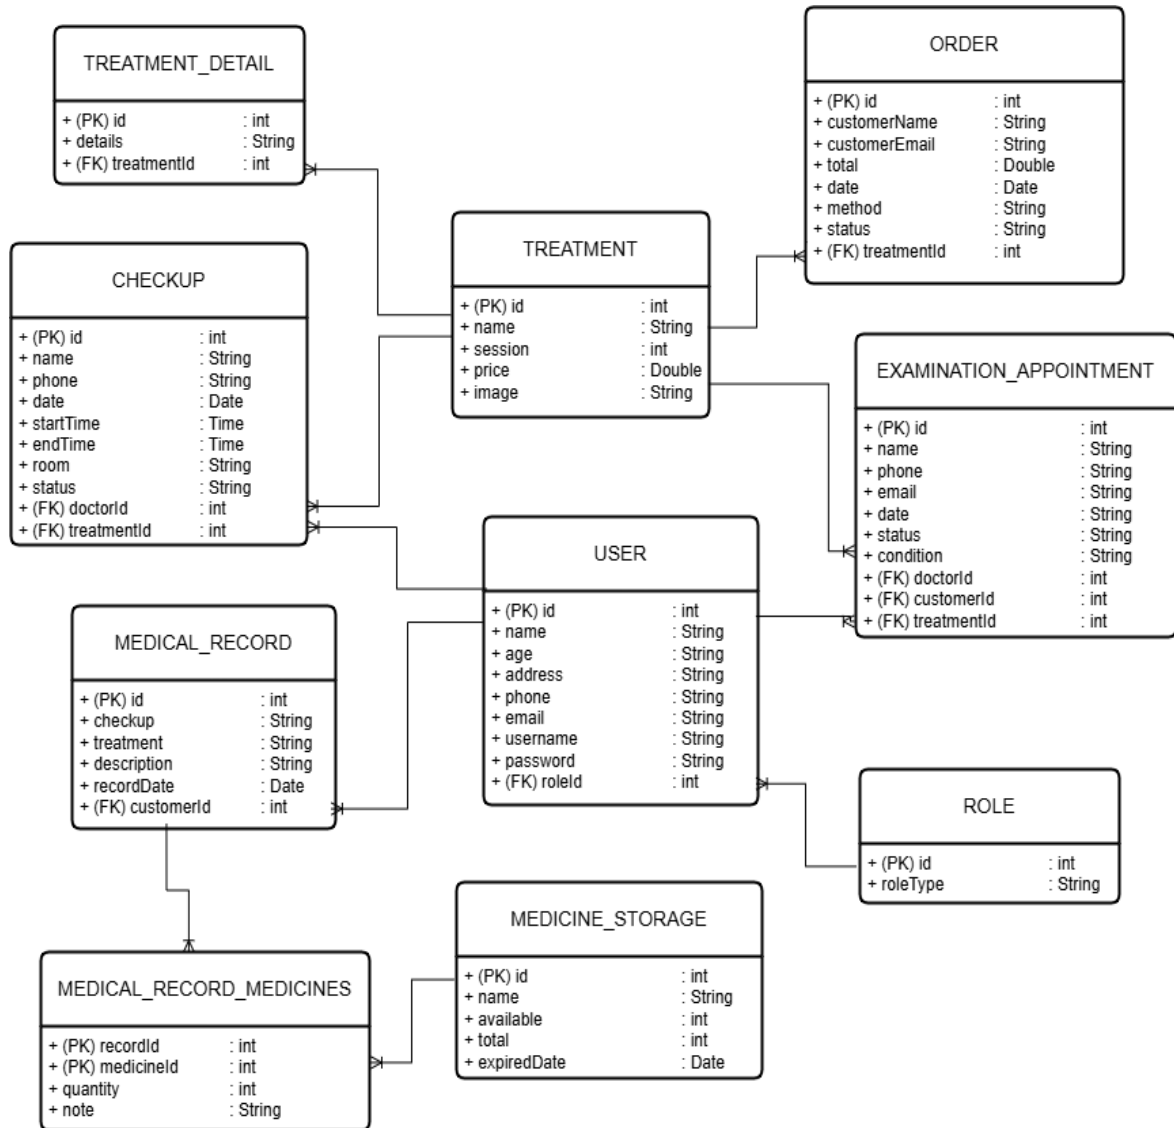 TREATMENT_DETAIL
+ (PK) id : int
+ details : String
+ (FK) treatmentId : int
ORDER
+ (PK) id : int
+ customerName : String
+ customerEmail : String
+ total : Double
+ date : Date
+ method : String
+ status : String
+ (FK) treatmentId : int
CHECKUP
+ (PK) id : int
+ name : String
+ phone : String
+ date : Date
+ startTime : Time
+ endTime : Time
+ room : String
+ status : String
+ (FK) doctorId : int
+ (FK) treatmentId : int
TREATMENT
+ (PK) id : int
+ name : String
+ session : int
+ price : Double
+ image : String
EXAMINATION_APPOINTMENT
+ (PK) id : int
+ name : String
+ phone : String
+ email : String
+ date : String
+ status : String
+ condition : String
+ (FK) doctorId : int
+ (FK) customerId : int
+ (FK) treatmentId : int
USER
+ (PK) id : int
+ name : String
+ age : String
+ address : String
+ phone : String
+ email : String
+ username : String
+ password : String
+ (FK) roleId : int
MEDICAL_RECORD
+ (PK) id : int
+ checkup : String
+ treatment : String
+ description : String
+ recordDate : Date
+ (FK) customerId : int
ROLE
+ (PK) id : int
+ roleType : String
MEDICINE_STORAGE
+ (PK) id : int
+ name : String
+ available : int
+ total : int
+ expiredDate : Date
MEDICAL_RECORD_MEDICINES
+ (PK) recordId : int
+ (PK) medicineId : int
+ quantity : int
+ note : String